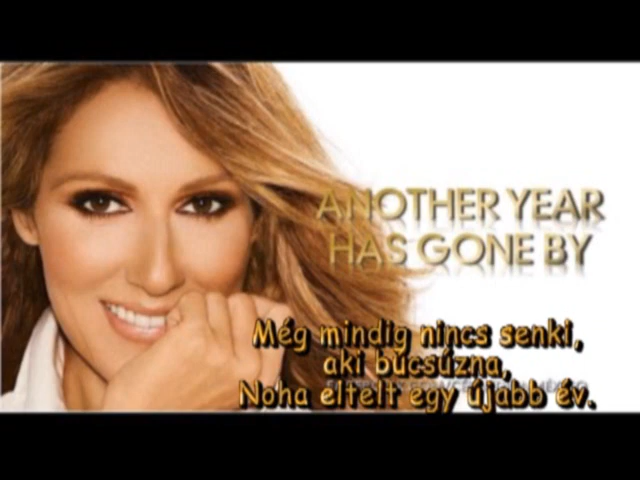 ANOTHER YEAR
HAS GONE BY
Még mindig nincs senki,
aki búcsúzna,
Noha eltelt egy újabb év.